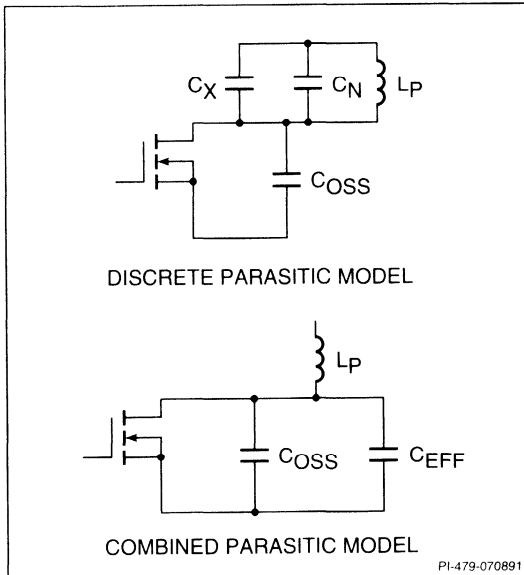 CX CN LP
COSS
DISCRETE PARASITIC MODEL
LP
COSS CEFF
COMBINED PARASITIC MODEL
PI-479-070891